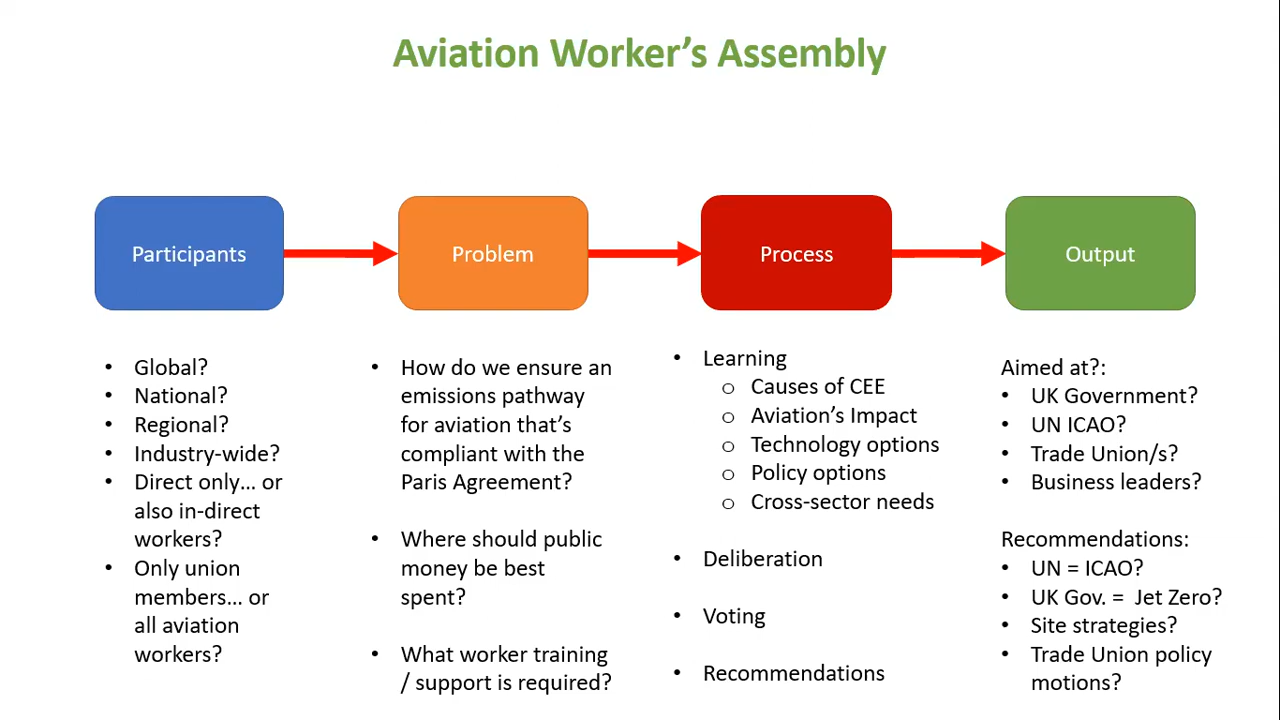 Aviation Worker's Assembly
Participants
Problem
Process
Output
• Global?
• National?
• Regional?
• Industry-wide?
• Direct only... or
also in-direct
workers?
• Only union
members... or
all aviation
workers?
• How do we ensure an
emissions pathway
for aviation that's
compliant with the
Paris Agreement?
• Where should public
money be best
spent?
• What worker training
/ support is required?
• Learning
o Causes of CEE
o Aviation's Impact
o Technology options
o Policy options
o Cross-sector needs
• Deliberation
• Voting
• Recommendations
Aimed at?:
• UK Government?
• UN ICAO?
• Trade Union/s?
• Business leaders?
Recommendations:
• UN = ICAO?
• UK Gov. = Jet Zero?
• Site strategies?
• Trade Union policy
motions?